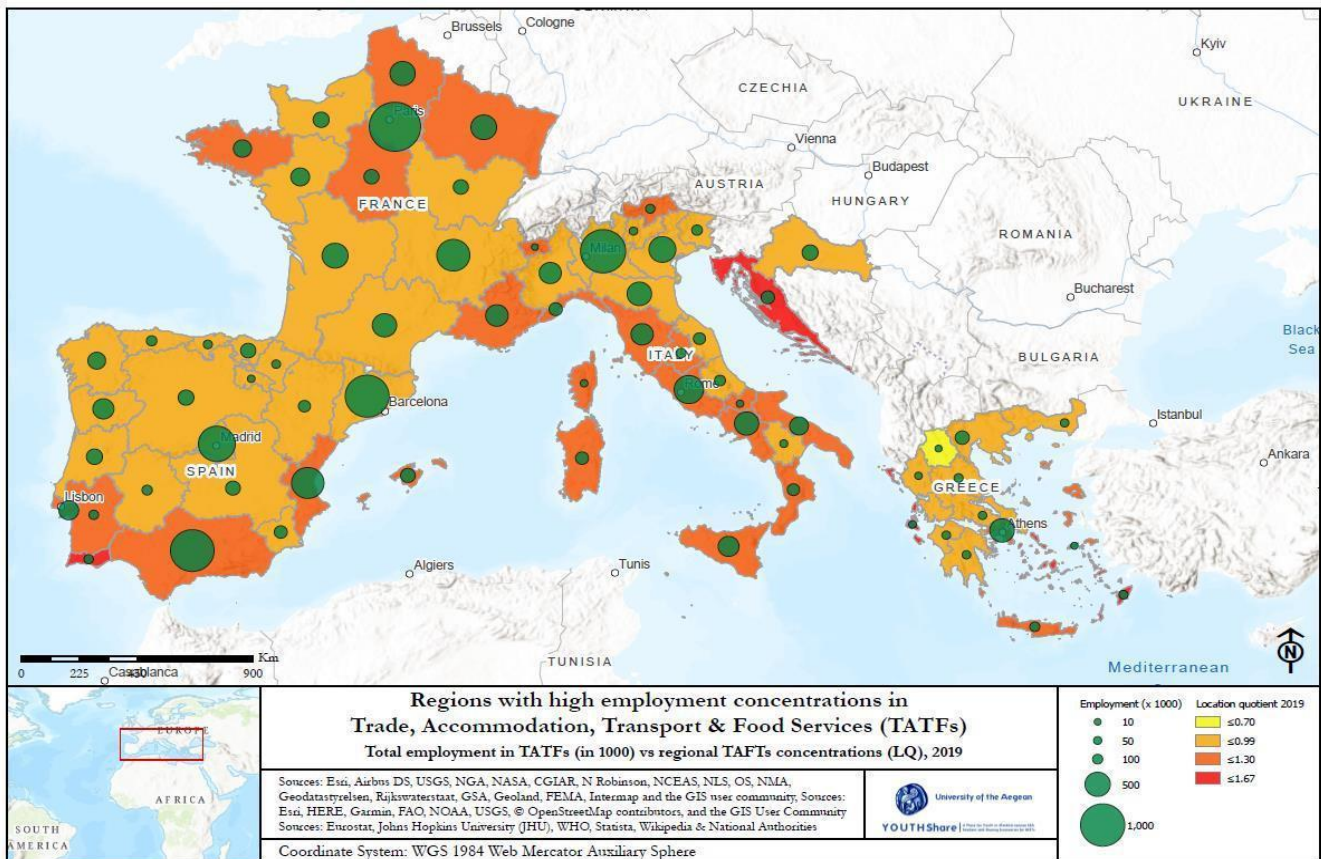 GERMANY
Brussels
Cologne
Kyiv
CZECHIA
UKRAINE
Paris
Vienna
Budapest
AUSTRIA
HUNGARY
FRANCE
ROMANIA
Milan
Bucharest
Black
Sea
ITALY
BULGARIA
Rome
Barcelona
Istanbul
Madrid
Ankara
SPAIN
GREECE
Lisbon
Athens
Algiers
Tunis
Km
0 225 450 900
Casablanca
TUNISIA
Mediterranean
N
EUROPE
AFRICA
SOUTH
AMERICA
Regions with high employment concentrations in
Trade, Accommodation, Transport & Food Services (TATFs)
Total employment in TATFs (in 1000) vs regional TAFTs concentrations (LQ), 2019
Sources: Esri, Airbus DS, USGS, NGA, NASA, CGIAR, N Robinson, NCEAS, NLS, OS, NMA,
Geodatastyrelsen, Rijkswaterstaat, GSA, Geoland, FEMA, Intermap and the GIS user community, Sources:
Esri, HERE, Garmin, FAO, NOAA, USGS, © OpenStreetMap contributors, and the GIS User Community
Sources: Eurostat, Johns Hopkins University (JHU), WHO, Statista, Wikipedia & National Authorities
University of the Aegean
YOUTHShare
Coordinate System: WGS 1984 Web Mercator Auxiliary Sphere
Employment (x 1000) Location quotient 2019
10 ≤0.70
50 ≤0.99
100 ≤1.30
500 ≤1.67
1,000